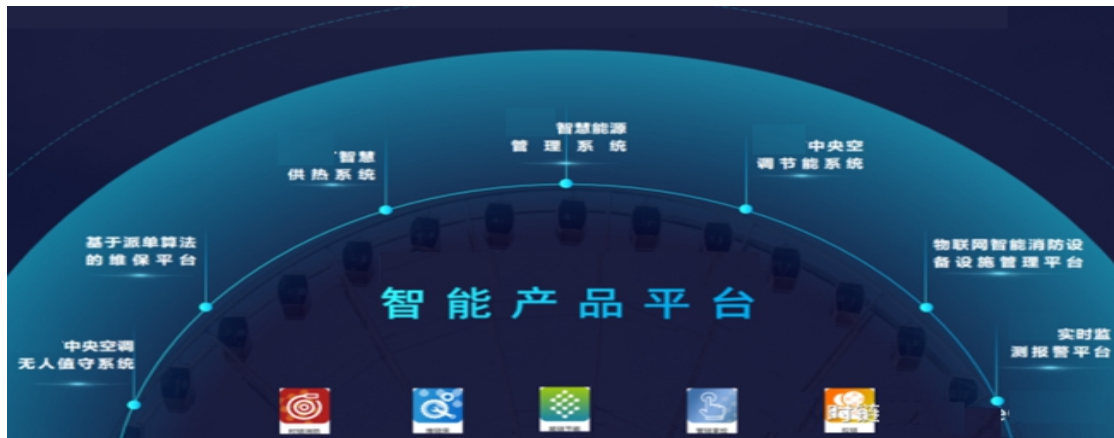 智慧能源
管理系统
智慧
供热系统
中央空
调节能系统
基于派单算法
的维保平台
物联网智能消防设
备设施管理平台
智能产品平台
中央空调
无人值守系统
实时监
测报警平台